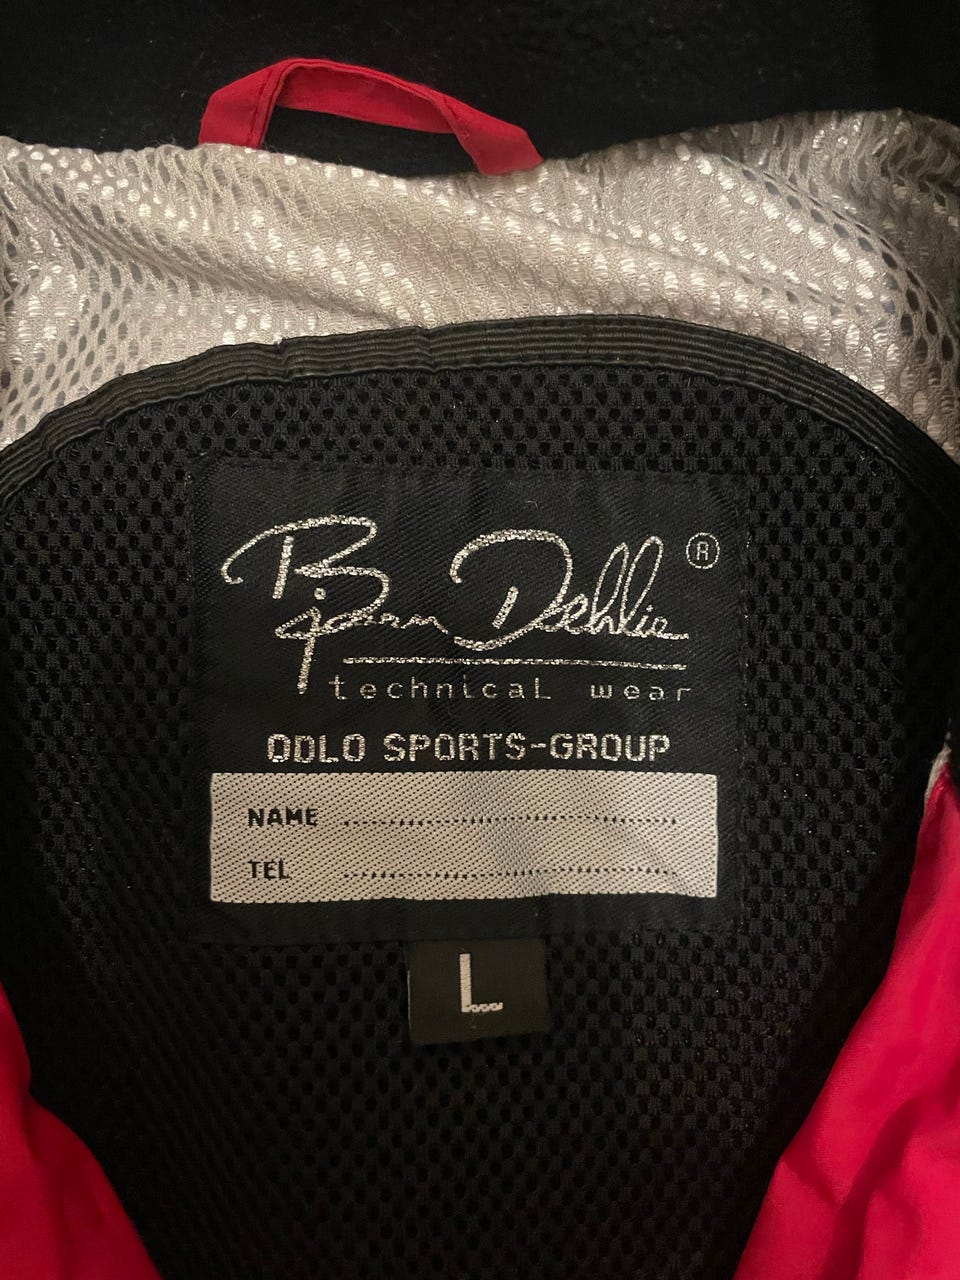 Bjørn Dæhlie ®
technical wear
ODLO SPORTS-GROUP
NAME ........................................
TEL ........................................
L